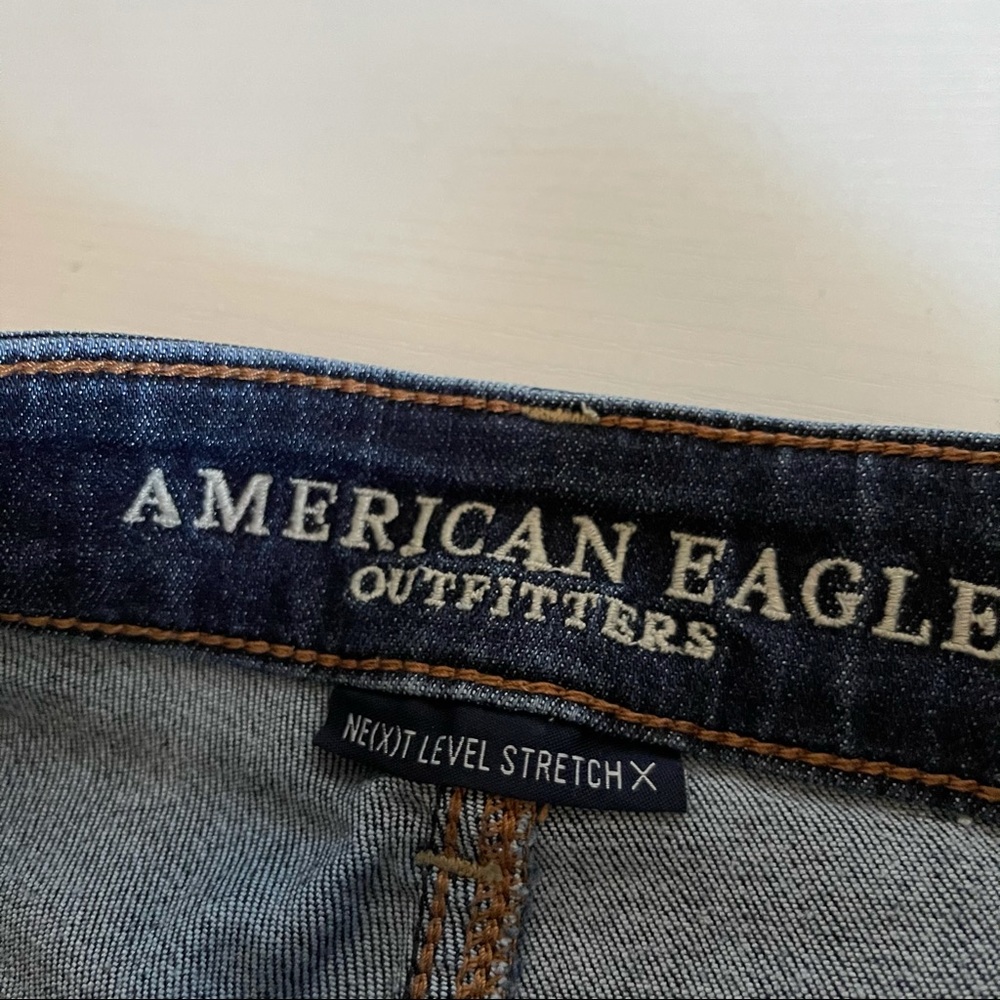 AMERICAN EAGLE
OUTFITTERS
NE(X)T LEVEL STRETCH X